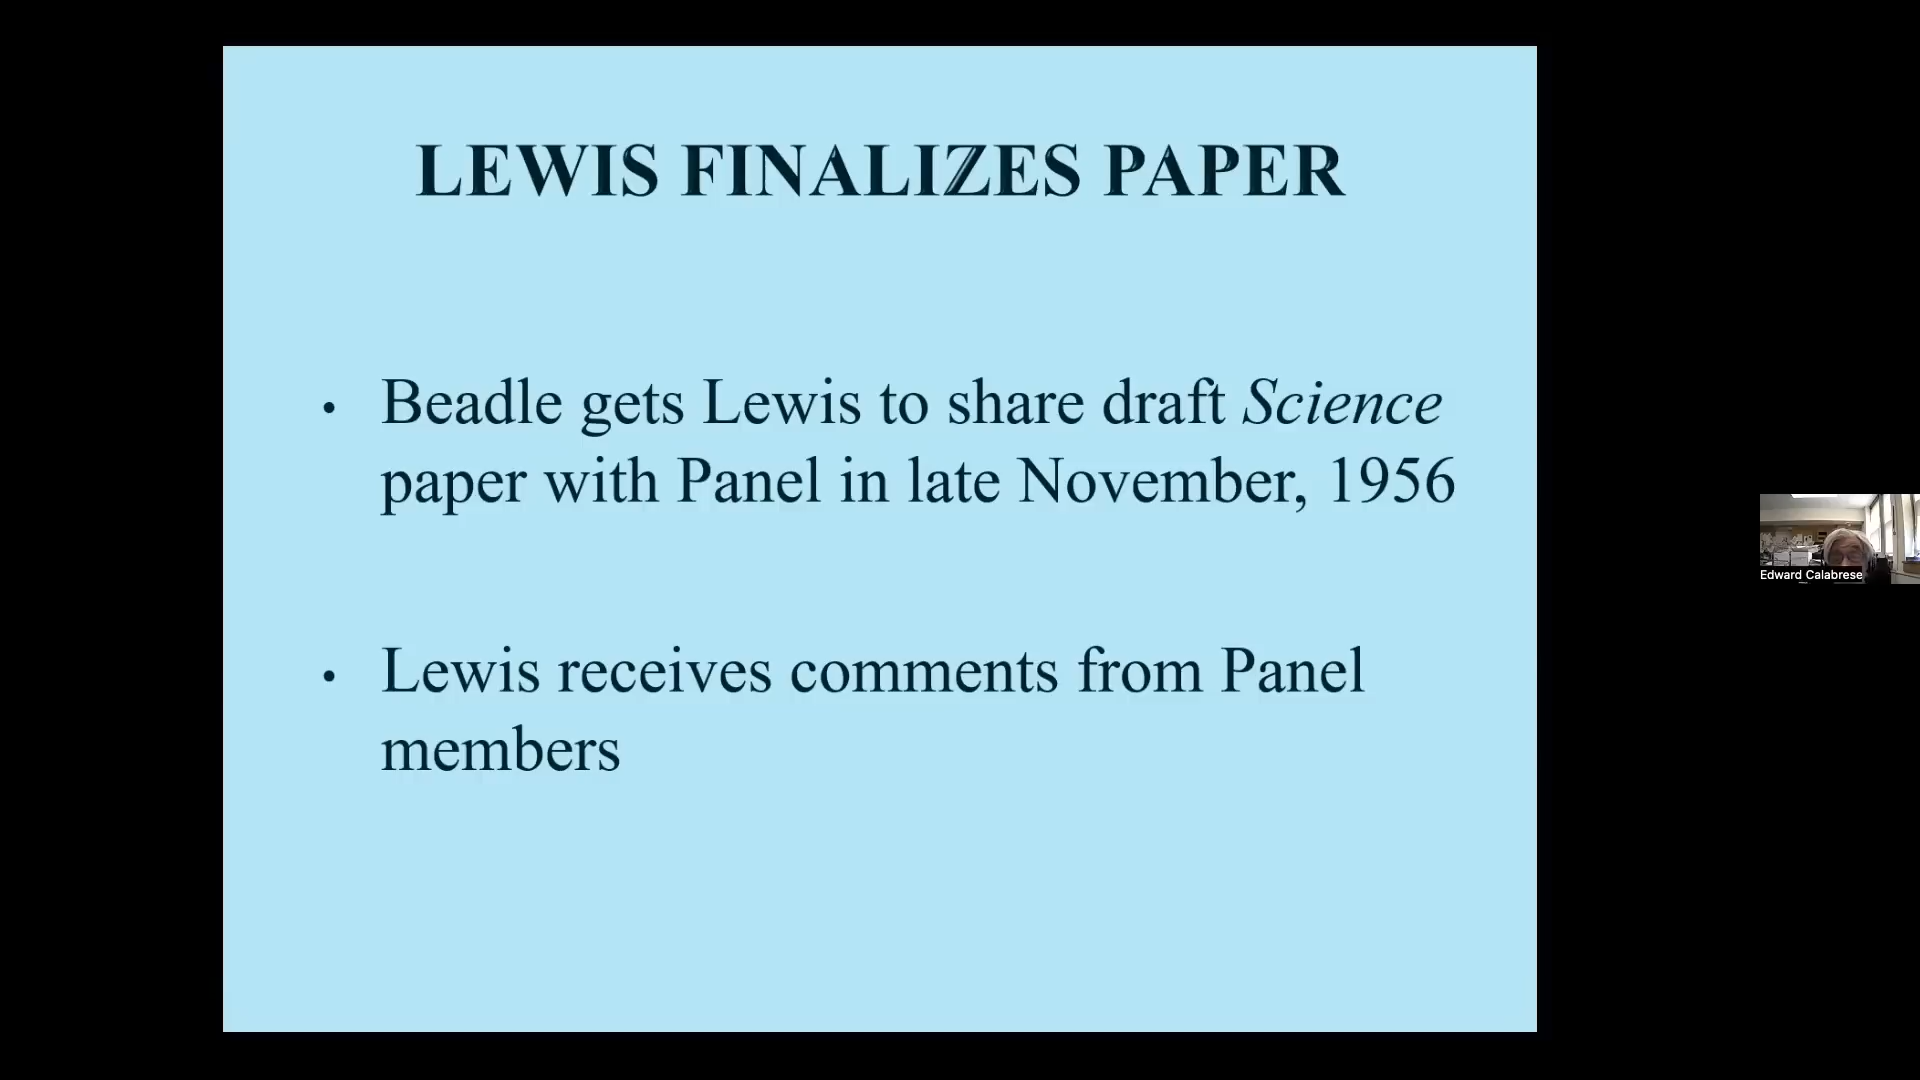 LEWIS FINALIZES PAPER
• Beadle gets Lewis to share draft Science
paper with Panel in late November, 1956
• Lewis receives comments from Panel
members
Edward Calabrese